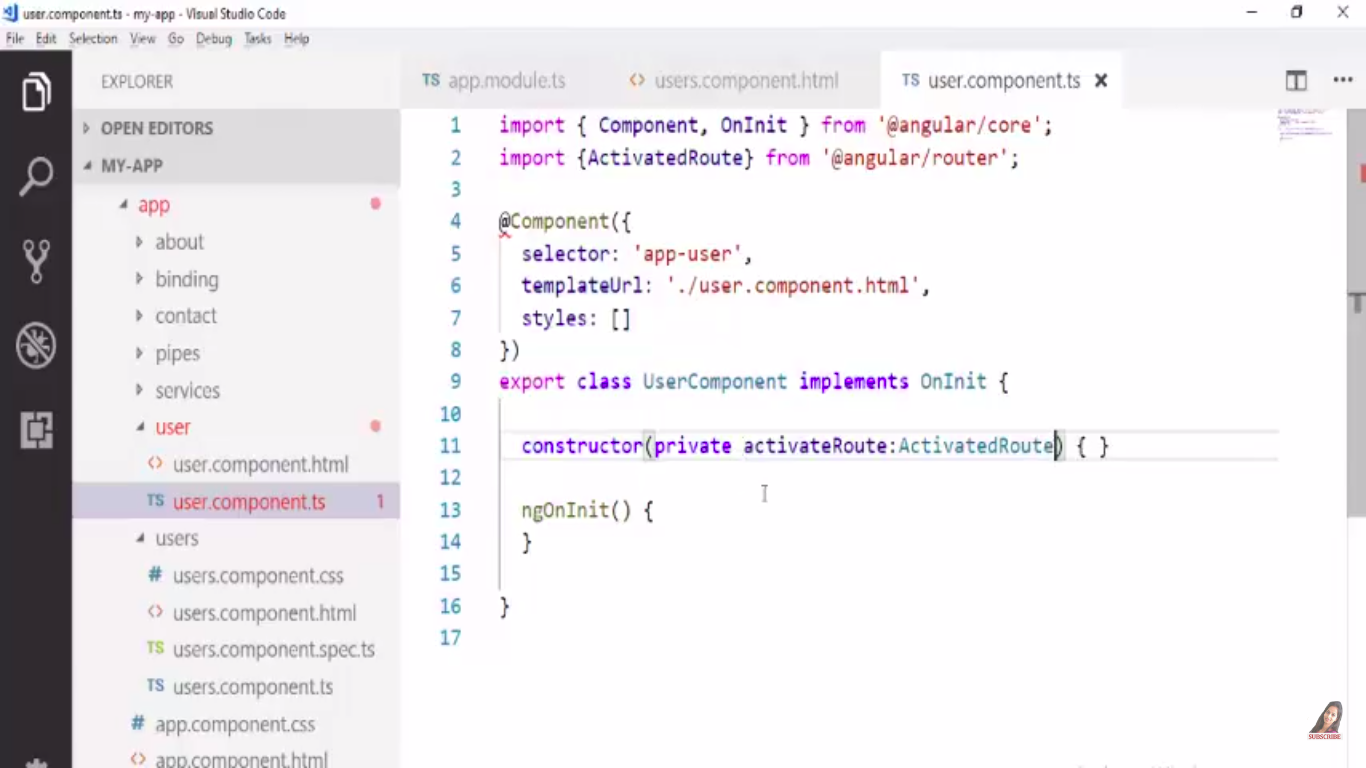 user.component.ts - my-app - Visual Studio Code
File Edit Selection View Go Debug Tasks Help
EXPLORER
OPEN EDITORS
MY-APP
app
about
binding
contact
pipes
services
user
user.component.html
TS user.component.ts 1
users
# users.component.css
users.component.html
TS users.component.spec.ts
TS users.component.ts
# app.component.css
<> app.component.html
TS app.module.ts
<> users.component.html
TS user.component.ts
1 import { Component, OnInit } from '@angular/core';
2 import {ActivatedRoute} from '@angular/router';
3
4 @Component({
5 selector: 'app-user',
6 templateUrl: './user.component.html',
7 styles: []
8 })
9 export class UserComponent implements OnInit {
10
11 constructor(private activateRoute:ActivatedRoute) { }
12
13 ngOnInit() {
14 }
15
16 }
17
SUBSCRIBE